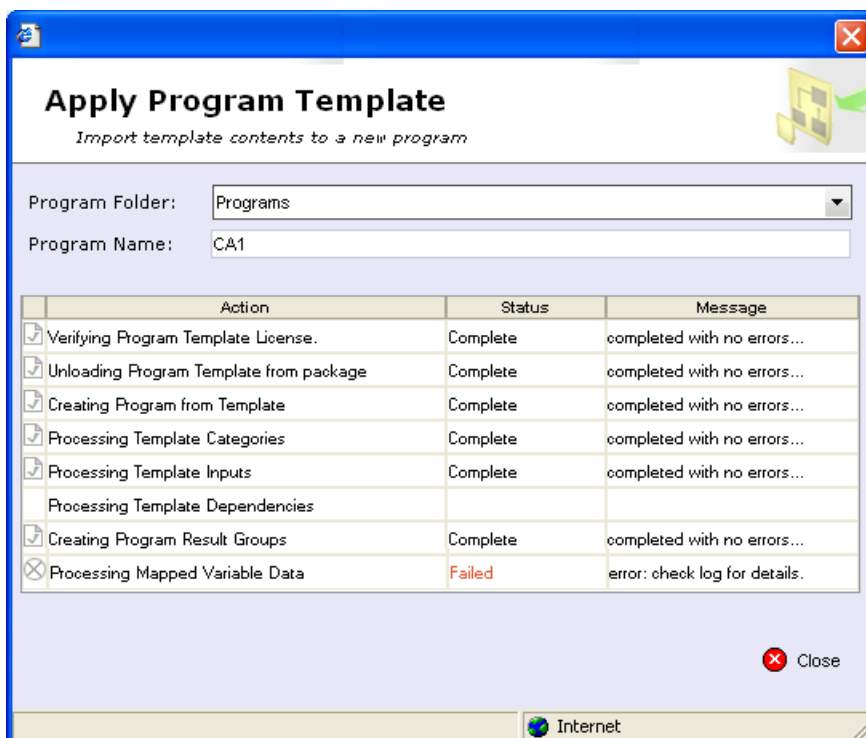 Apply Program Template
Import template contents to a new program
Program Folder: Programs
Program Name: CA1
Action Status Message
Verifying Program Template License. Complete completed with no errors...
Unloading Program Template from package Complete completed with no errors...
Creating Program from Template Complete completed with no errors...
Processing Template Categories Complete completed with no errors...
Processing Template Inputs Complete completed with no errors...
Processing Template Dependencies
Creating Program Result Groups Complete completed with no errors...
Processing Mapped Variable Data Failed error: check log for details.
Close
Internet